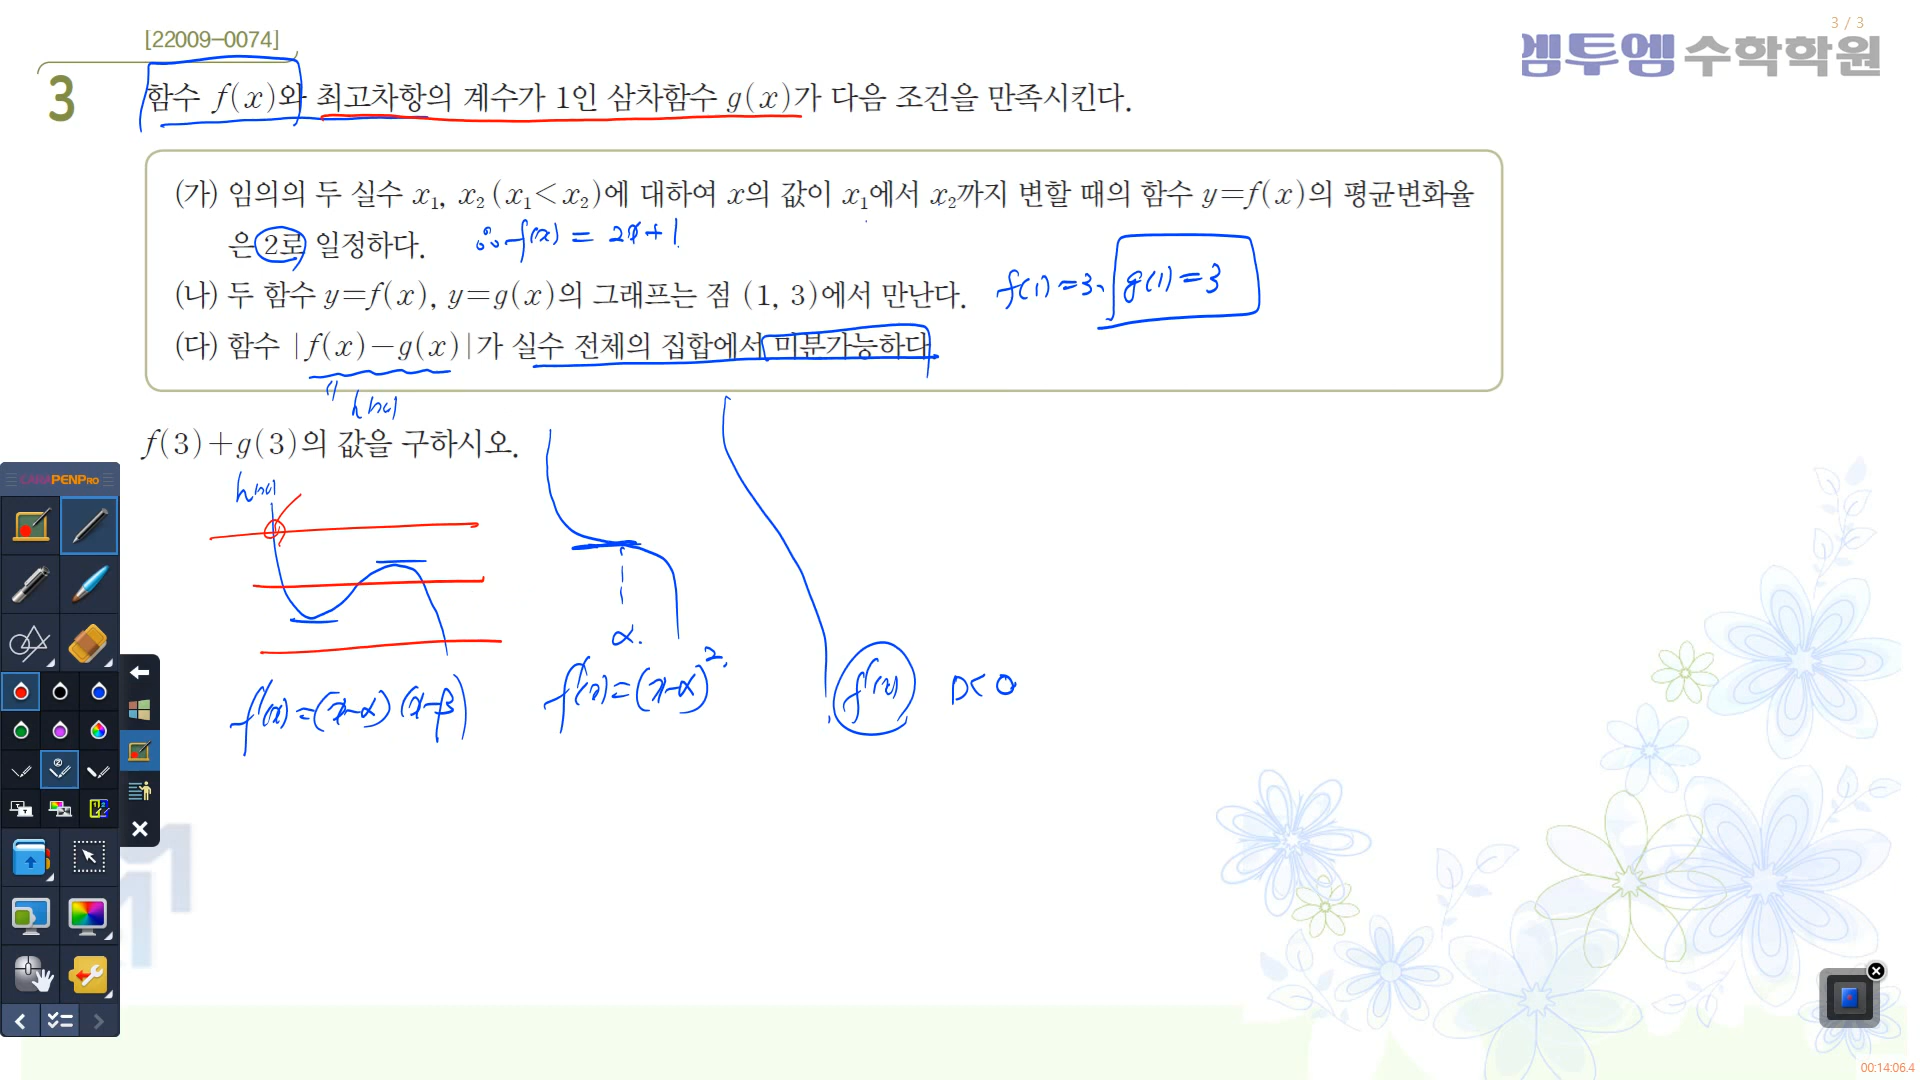 3 / 3
겜투엠 수학학원
[22009-0074]
3 함수 f(x)와 최고차항의 계수가 1인 삼차함수 g(x)가 다음 조건을 만족시킨다.
(가) 임의의 두 실수 x₁, x₂ (x₁<x₂)에 대하여 x의 값이 x₁에서 x₂까지 변할 때의 함수 y=f(x)의 평균변화율
은 2로 일정하다. ∴ f(x) = 2x+1
(나) 두 함수 y=f(x), y=g(x)의 그래프는 점 (1, 3)에서 만난다. f(1)=3, g(1)=3
(다) 함수 |f(x)-g(x)|가 실수 전체의 집합에서 미분가능하다.
h(x)
f(3)+g(3)의 값을 구하시오.
h(x)
α.
f'(x)=(x-α)(x-β) f'(x)=(x-α)². f'(x) D<0
PENPRO
00:14:06.4